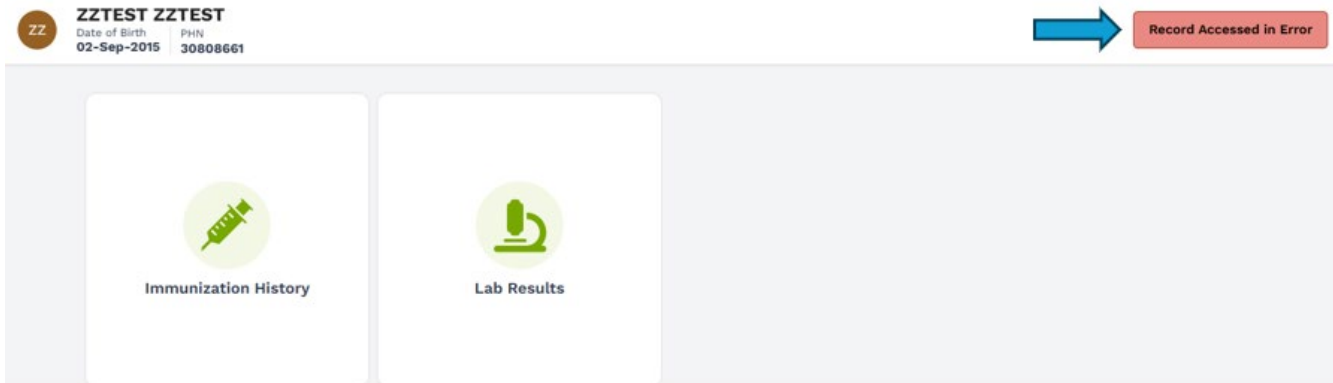 ZZ
ZZTEST ZZTEST
Date of Birth PHN
02-Sep-2015 30808661
Record Accessed in Error
Immunization History
Lab Results